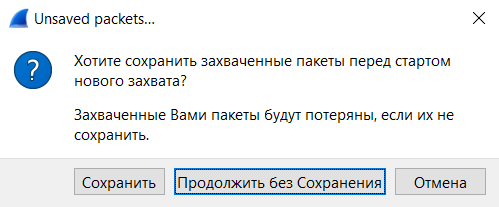 Unsaved packets...
Хотите сохранить захваченные пакеты перед стартом
нового захвата?
Захваченные Вами пакеты будут потеряны, если их не
сохранить.
Сохранить
Продолжить без Сохранения
Отмена